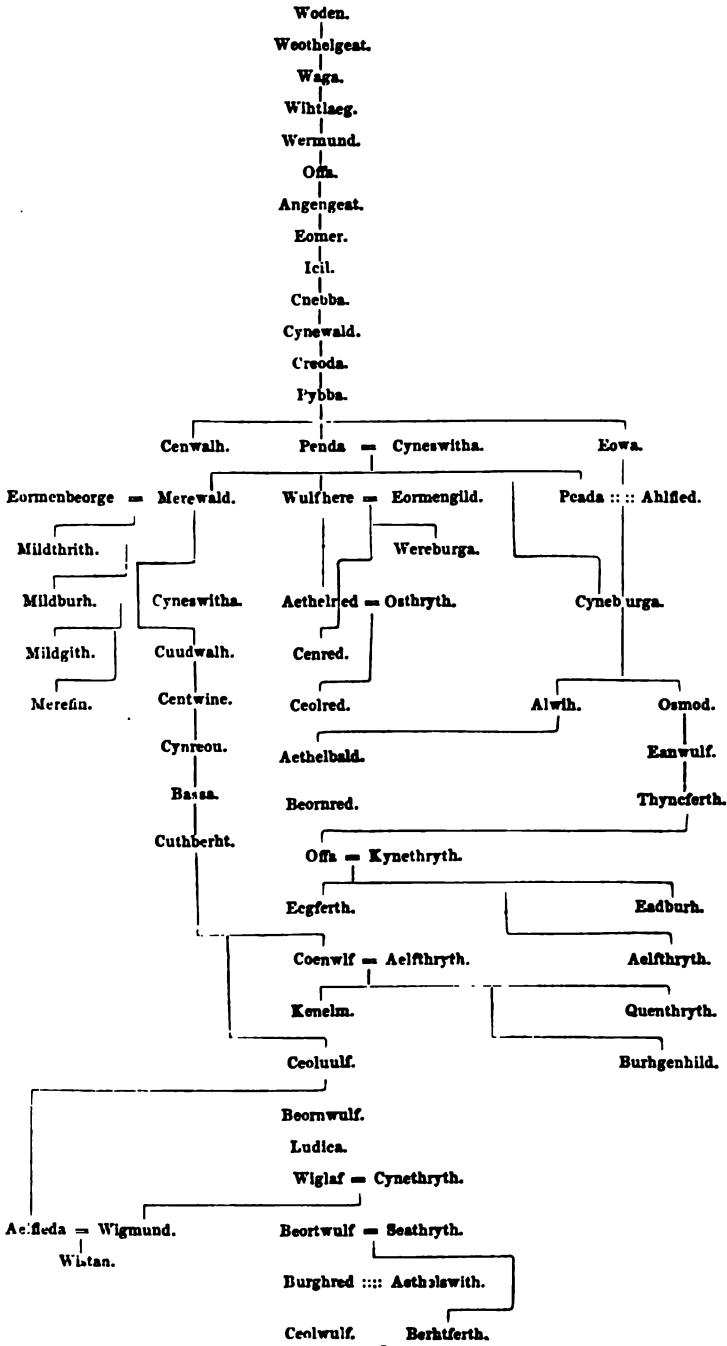 Woden.
Weothelgeat.
Waga.
Wihtlaeg.
Wermund.
Offa.
Angengeat.
Eomer.
Icil.
Cnebba.
Cynewald.
Creoda.
Pybba.
Cenwalh. Penda = Cyneswitha. Eowa.
Eormenbeorge = Merewald. Wulfhere = Eormengild. Peada :: :: Ahlfled.
Mildthrith. Wereburga.
Mildburh. Cyneswitha. Aethelred = Osthryth. Cyneburga.
Mildgith. Cuudwalh. Cenred.
Merefin. Centwine. Ceolred. Alwih. Osmod.
Cynreou. Aethelbald. Eanwulf.
Bassa. Beornred. Thyncferth.
Cuthberht. Offa = Kynethryth.
Ecgferth. Eadburh.
Coenwlf = Aelfthryth. Aelfthryth.
Kenelm. Quenthryth.
Ceoluulf. Burhgenhild.
Beornwulf.
Ludica.
Wiglaf = Cynethryth.
Aelfleda = Wigmund. Beortwulf = Seathryth.
Wistan.
Burghred :::: Aethelswith.
Ceolwulf. Berhtferth.